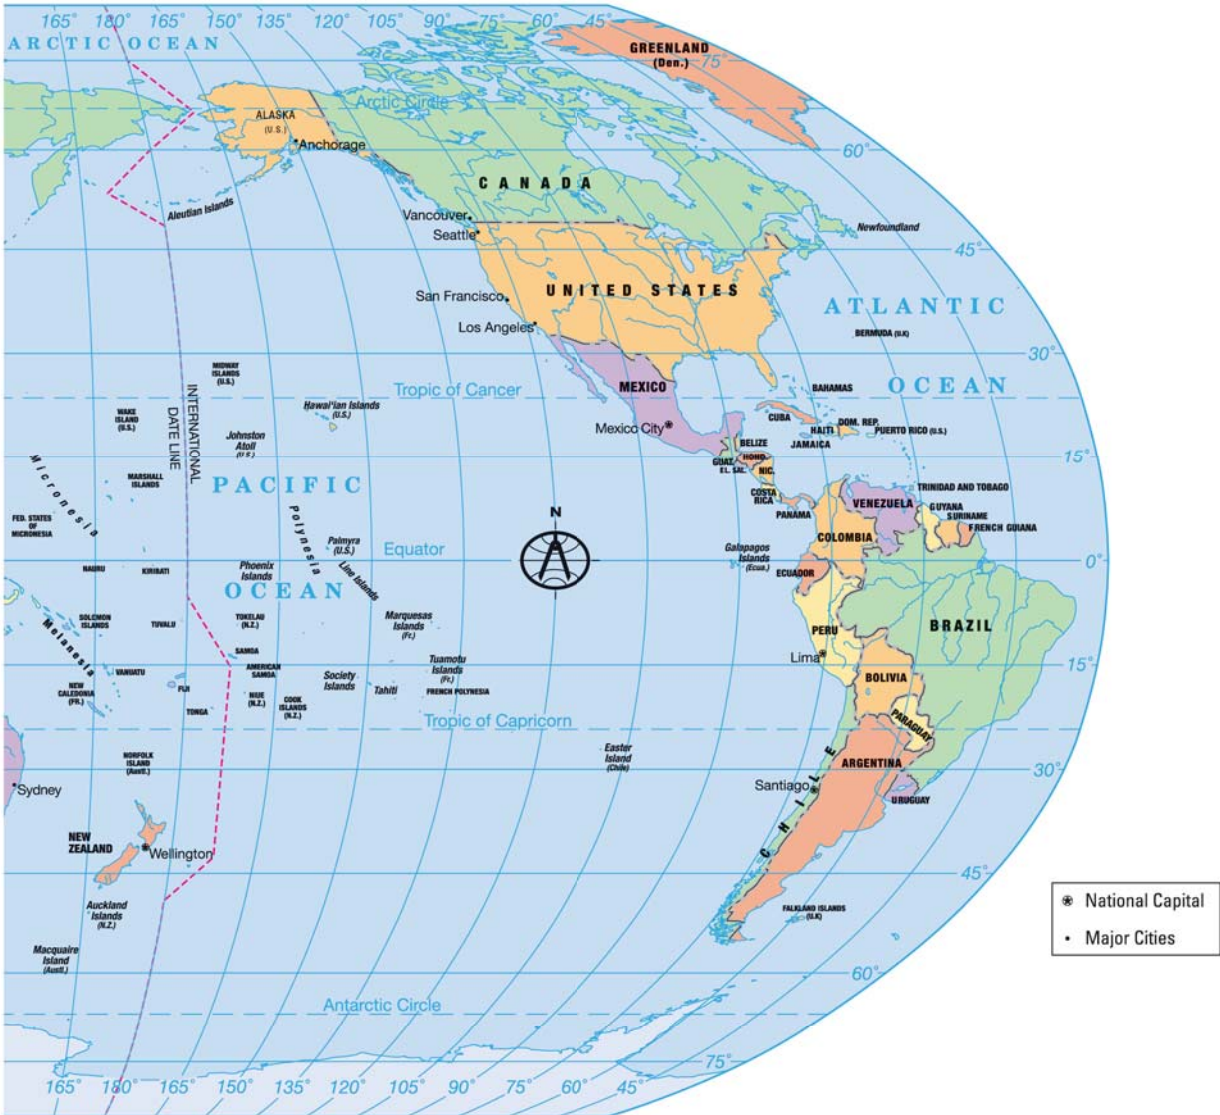 165° 180° 165° 150° 135° 120° 105° 90° 75° 60° 45°
ARCTIC OCEAN
GREENLAND
(Den.)
75°
Arctic Circle
ALASKA
(U.S.)
Anchorage
60°
CANADA
Aleutian Islands
Vancouver
Seattle
Newfoundland
45°
UNITED STATES
San Francisco
Los Angeles
ATLANTIC
OCEAN
BERMUDA (U.K)
30°
MIDWAY
ISLANDS
(U.S.)
Tropic of Cancer
MEXICO
BAHAMAS
WAKE
ISLAND
(U.S.)
INTERNATIONAL
DATE LINE
Hawai'ian Islands
(U.S.)
Johnston
Atoll
(U.S.)
Mexico City
CUBA
HAITI
DOM. REP.
PUERTO RICO (U.S.)
JAMAICA
BELIZE
GUAT.
HOND.
EL. SAL.
NIC.
15°
Micronesia
MARSHALL
ISLANDS
PACIFIC
OCEAN
Polynesia
COSTA
RICA
PANAMA
VENEZUELA
TRINIDAD AND TOBAGO
GUYANA
SURINAME
FRENCH GUIANA
FED. STATES
OF
MICRONESIA
COLOMBIA
N
Palmyra
(U.S.)
Equator
Galapagos
Islands
(Ecua.)
0°
NAURU
KIRIBATI
Phoenix
Islands
Line Islands
ECUADOR
SOLOMON
ISLANDS
TUVALU
TOKELAU
(N.Z.)
Marquesas
Islands
(Fr.)
PERU
BRAZIL
Melanesia
SAMOA
AMERICAN
SAMOA
Lima
15°
VANUATU
Society
Islands
Tahiti
Tuamotu
Islands
(Fr.)
FRENCH POLYNESIA
BOLIVIA
NEW
CALEDONIA
(FR.)
FIJI
TONGA
NIUE
(N.Z.)
COOK
ISLANDS
(N.Z.)
PARAGUAY
Tropic of Capricorn
NORFOLK
ISLAND
(Austl.)
Easter
Island
(Chile)
CHILE
ARGENTINA
30°
Sydney
Santiago
URUGUAY
NEW
ZEALAND
Wellington
45°
Auckland
Islands
(N.Z.)
FALKLAND ISLANDS
(U.K)
National Capital
Major Cities
Macquaire
Island
(Austl.)
60°
Antarctic Circle
75°
165° 180° 165° 150° 135° 120° 105° 90° 75° 60° 45°